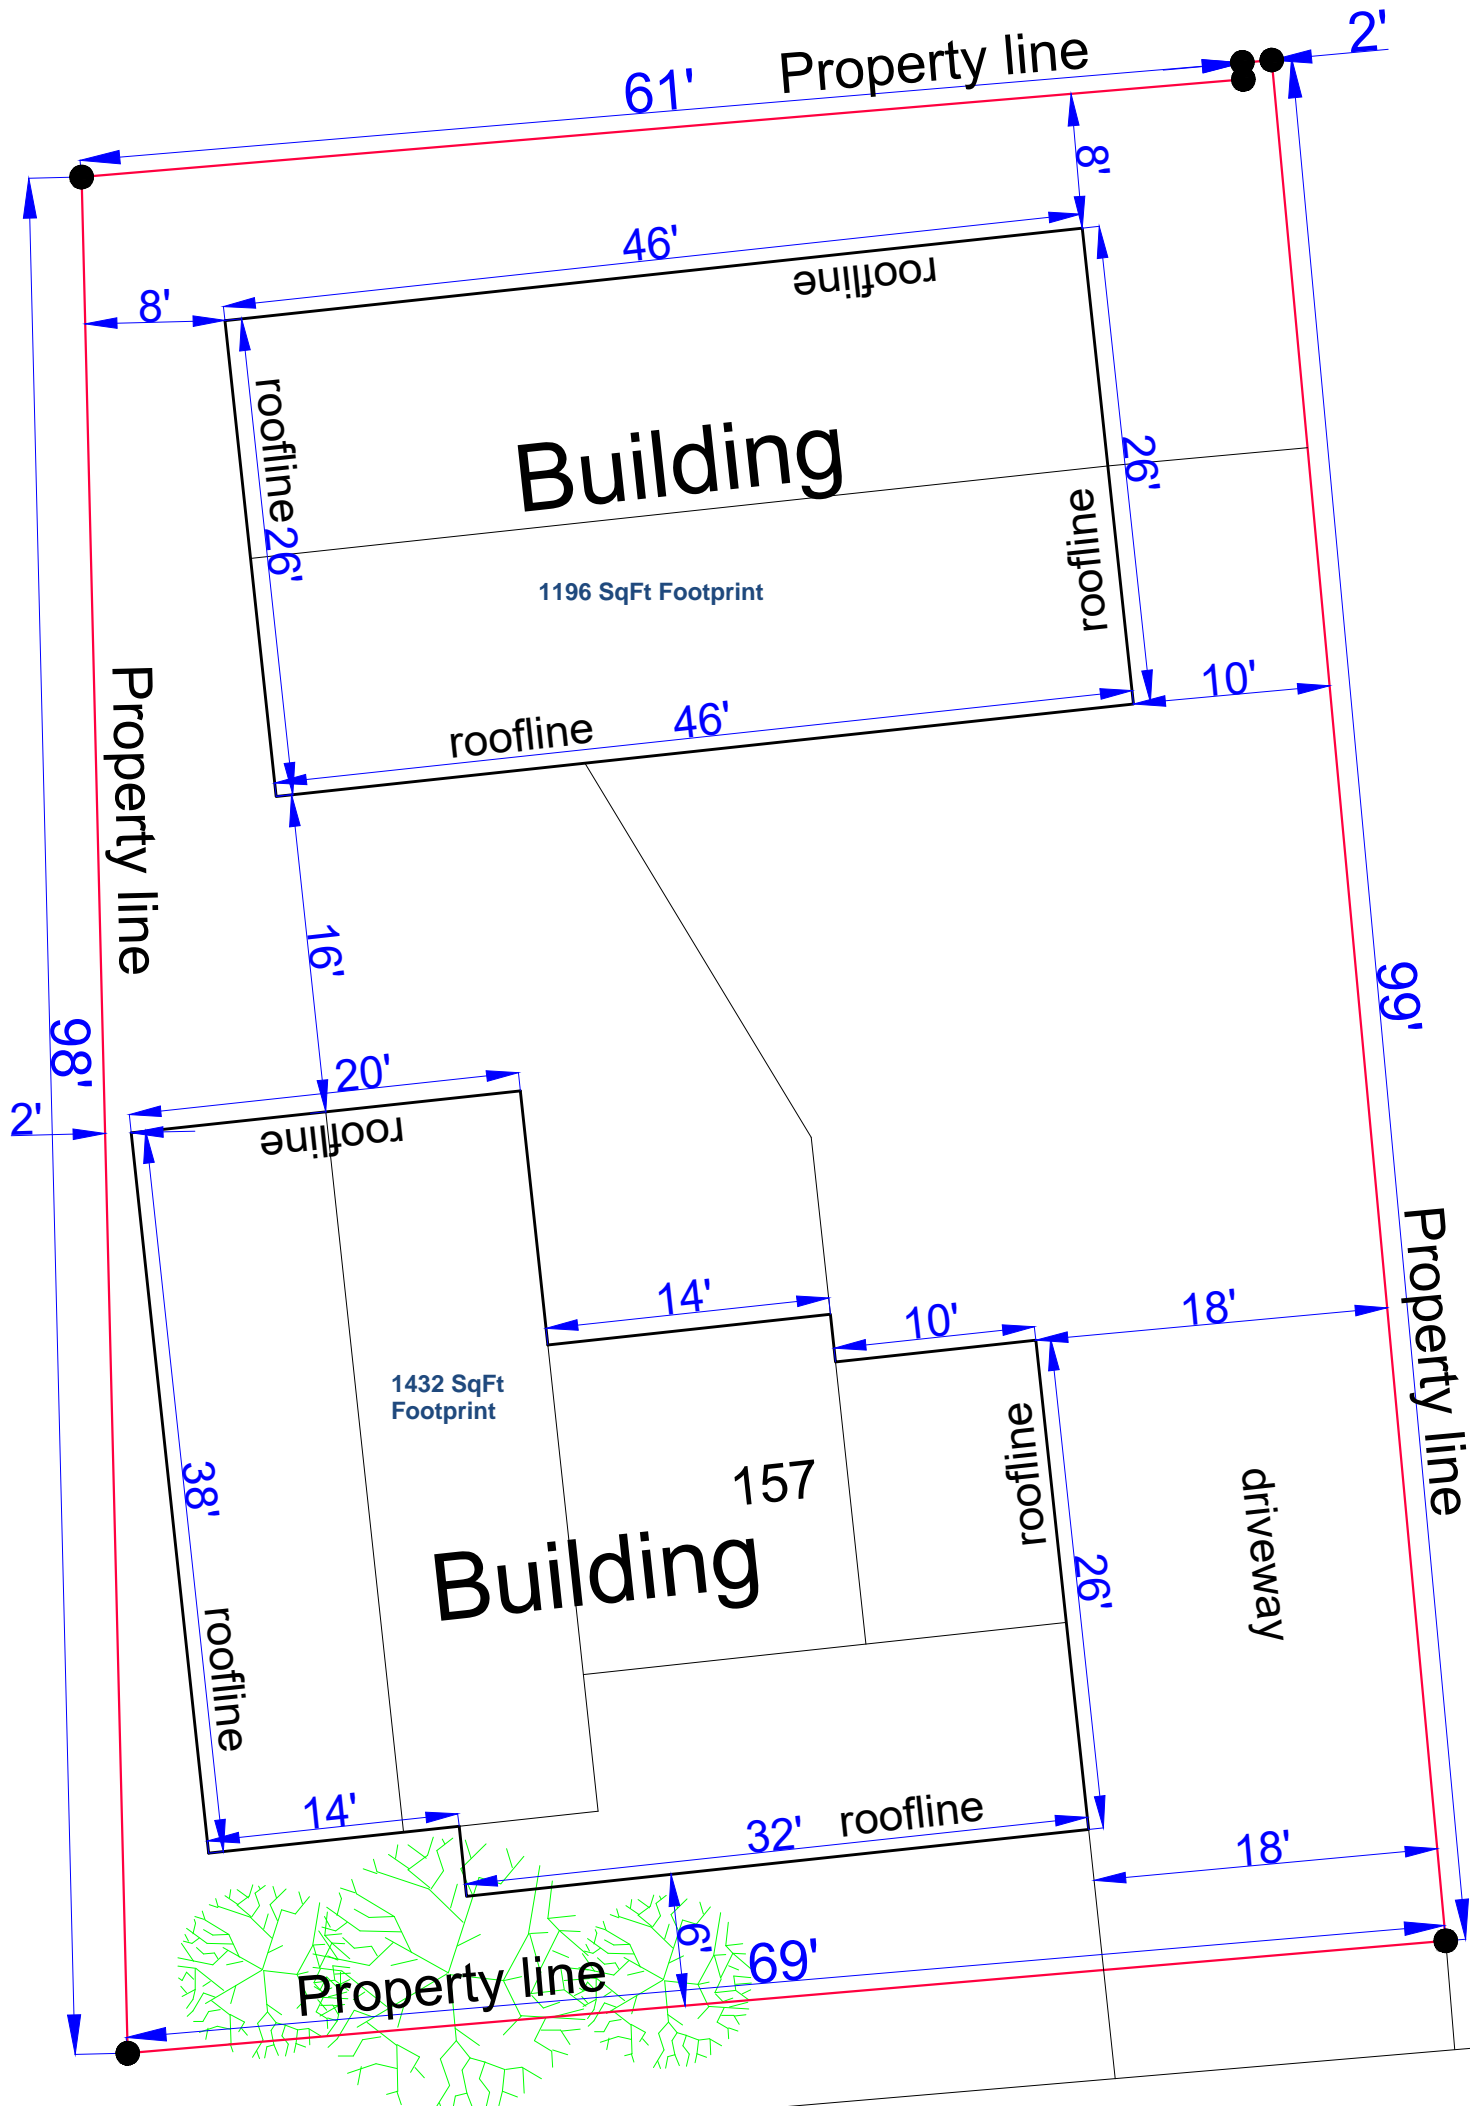 2'
Property line
61'
8'
46'
roofline
8'
roofline
Building
26'
26'
roofline
1196 SqFt Footprint
10'
46'
roofline
Property line
16'
99'
98'
20'
2'
roofline
14'
10'
18'
Property line
1432 SqFt
Footprint
roofline
157
38'
driveway
Building
26'
roofline
14'
roofline
32'
18'
6'
69'
Property line